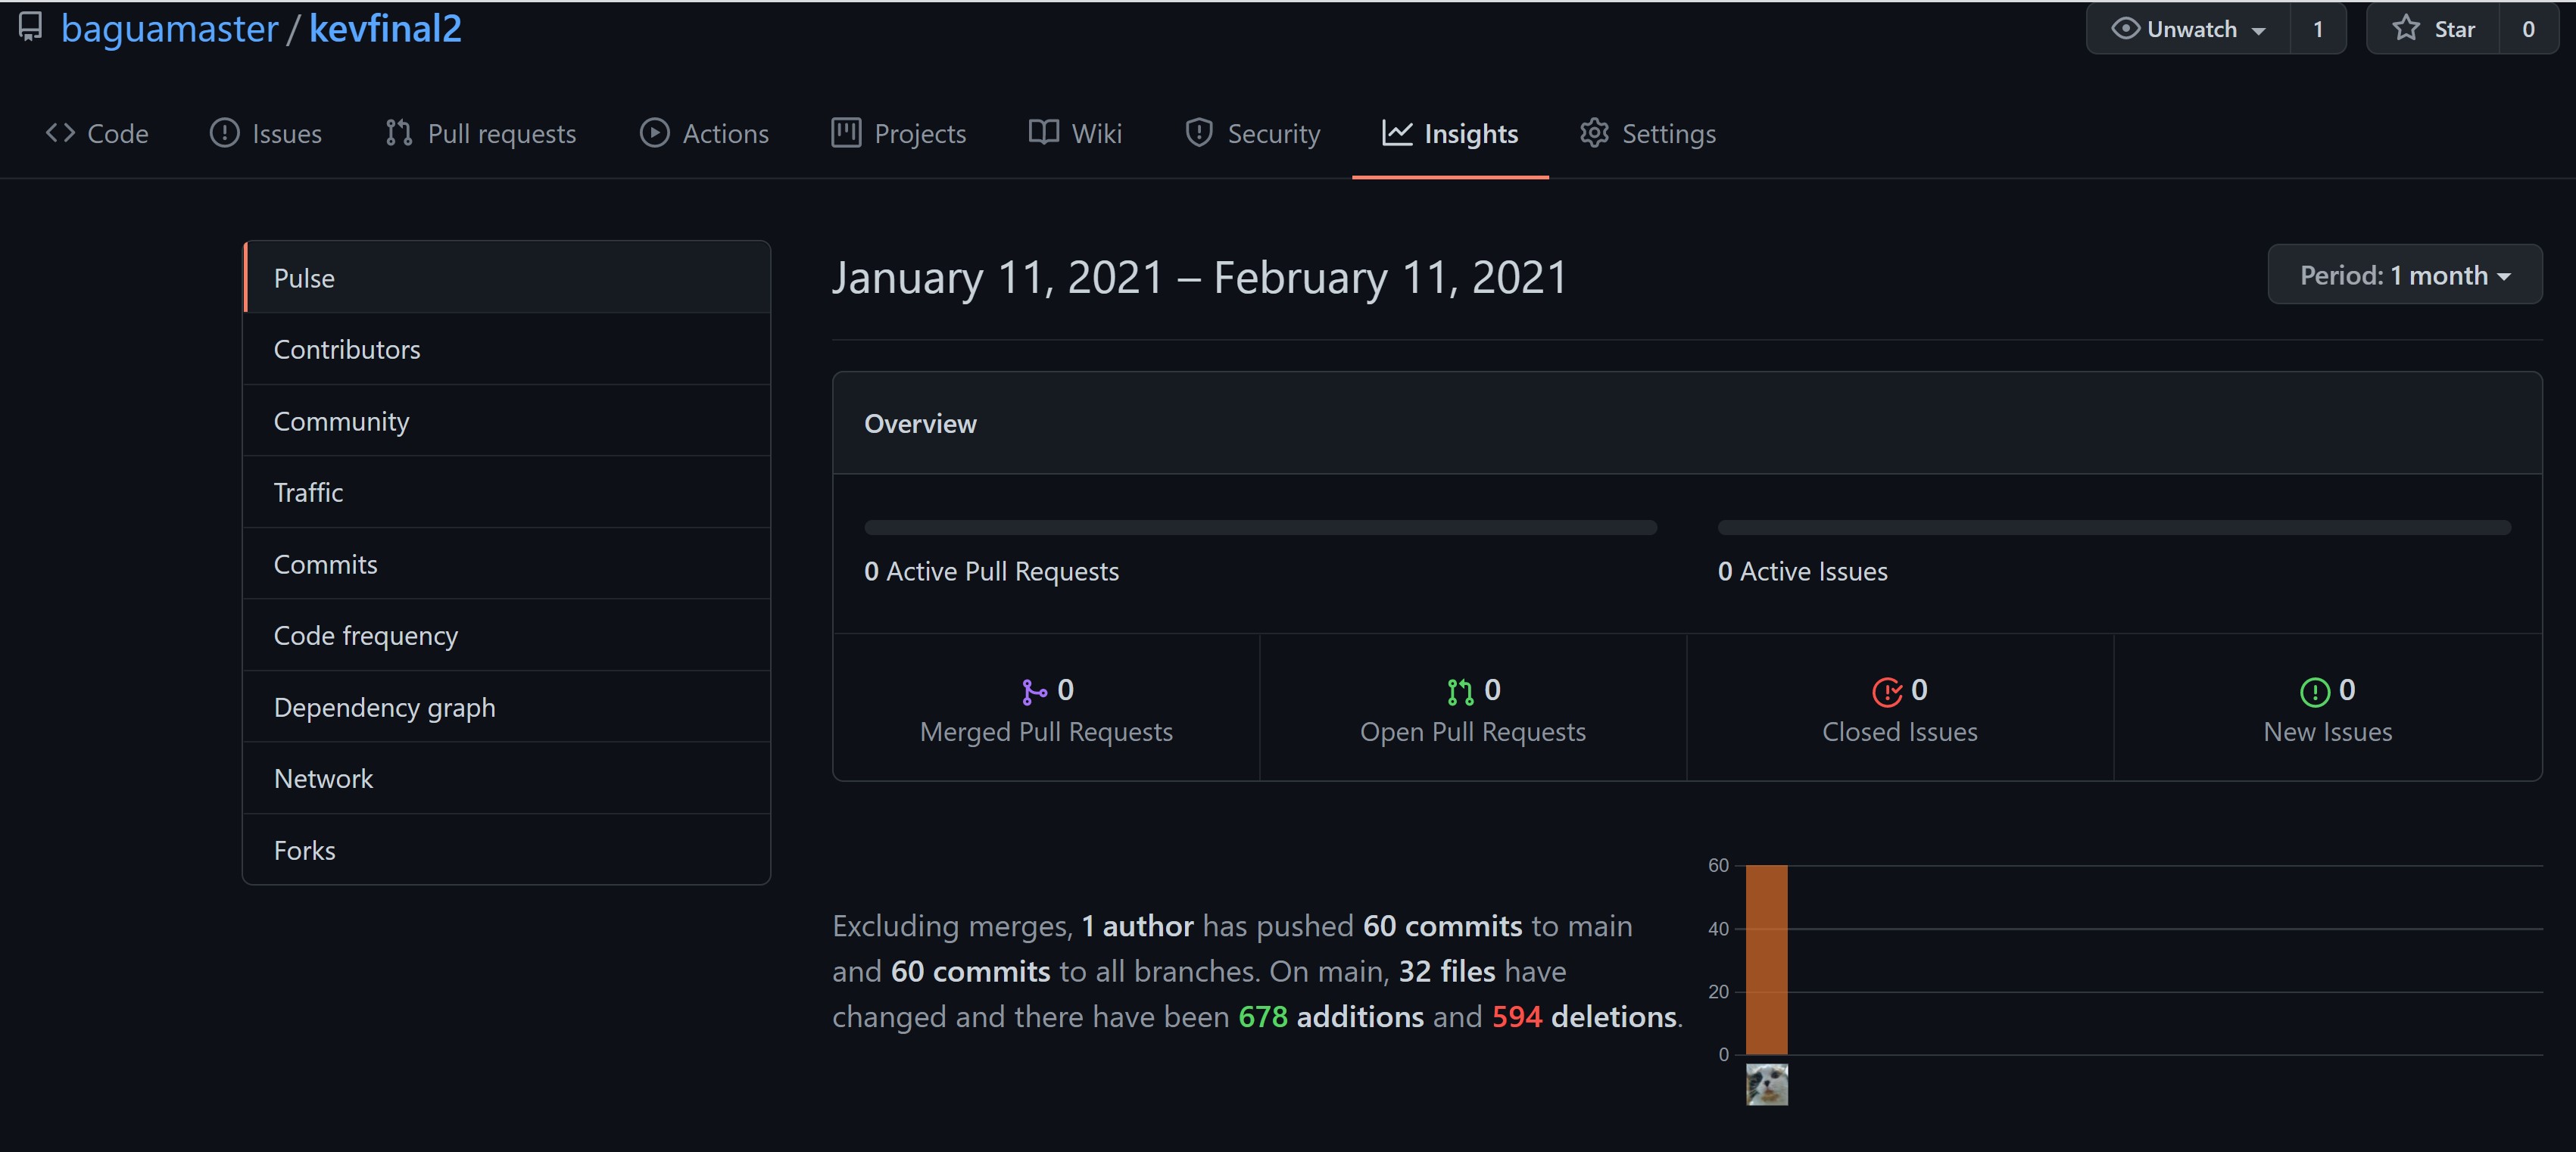 baguamaster / kevfinal2
Unwatch 1
Star 0
Code Issues Pull requests Actions Projects Wiki Security Insights Settings
Pulse
Contributors
Community
Traffic
Commits
Code frequency
Dependency graph
Network
Forks
January 11, 2021 – February 11, 2021
Period: 1 month
Overview
0 Active Pull Requests
0 Active Issues
0
Merged Pull Requests
0
Open Pull Requests
0
Closed Issues
0
New Issues
Excluding merges, 1 author has pushed 60 commits to main
and 60 commits to all branches. On main, 32 files have
changed and there have been 678 additions and 594 deletions.
60
40
20
0